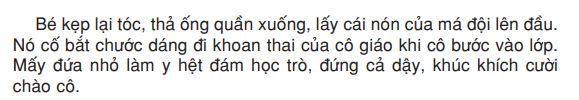 Bé kẹp lại tóc, thả ống quần xuống, lấy cái nón của má đội lên đầu.
Nó cố bắt chước dáng đi khoan thai của cô giáo khi cô bước vào lớp.
Mấy đứa nhỏ làm y hệt đám học trò, đứng cả dậy, khúc khích cười
chào cô.